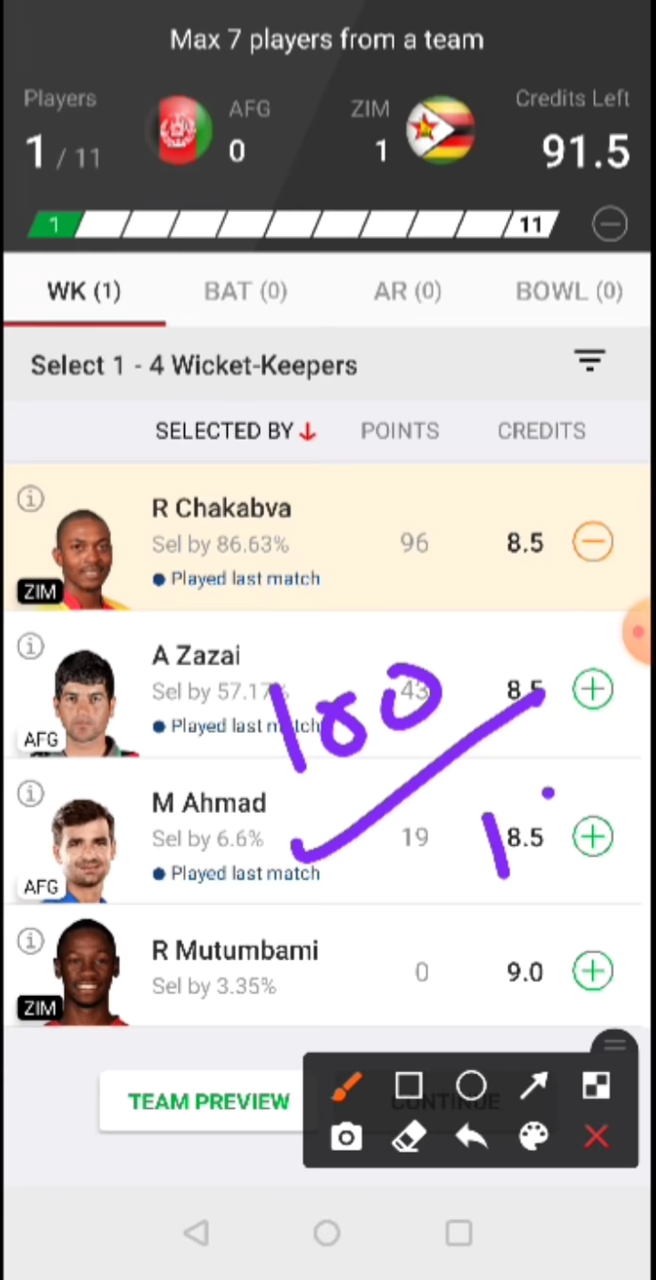 Max 7 players from a team
Players AFG ZIM Credits Left
1 / 11 0 1 91.5
1 11
WK (1) BAT (0) AR (0) BOWL (0)
Select 1 - 4 Wicket-Keepers
SELECTED BY POINTS CREDITS
R Chakabva
Sel by 86.63% 96 8.5
Played last match
ZIM
A Zazai
Sel by 57.17% 43 8.5
Played last match
AFG
100
M Ahmad
Sel by 6.6% 19 8.5
Played last match
AFG
R Mutumbami
Sel by 3.35% 0 9.0
ZIM
TEAM PREVIEW CONTINUE